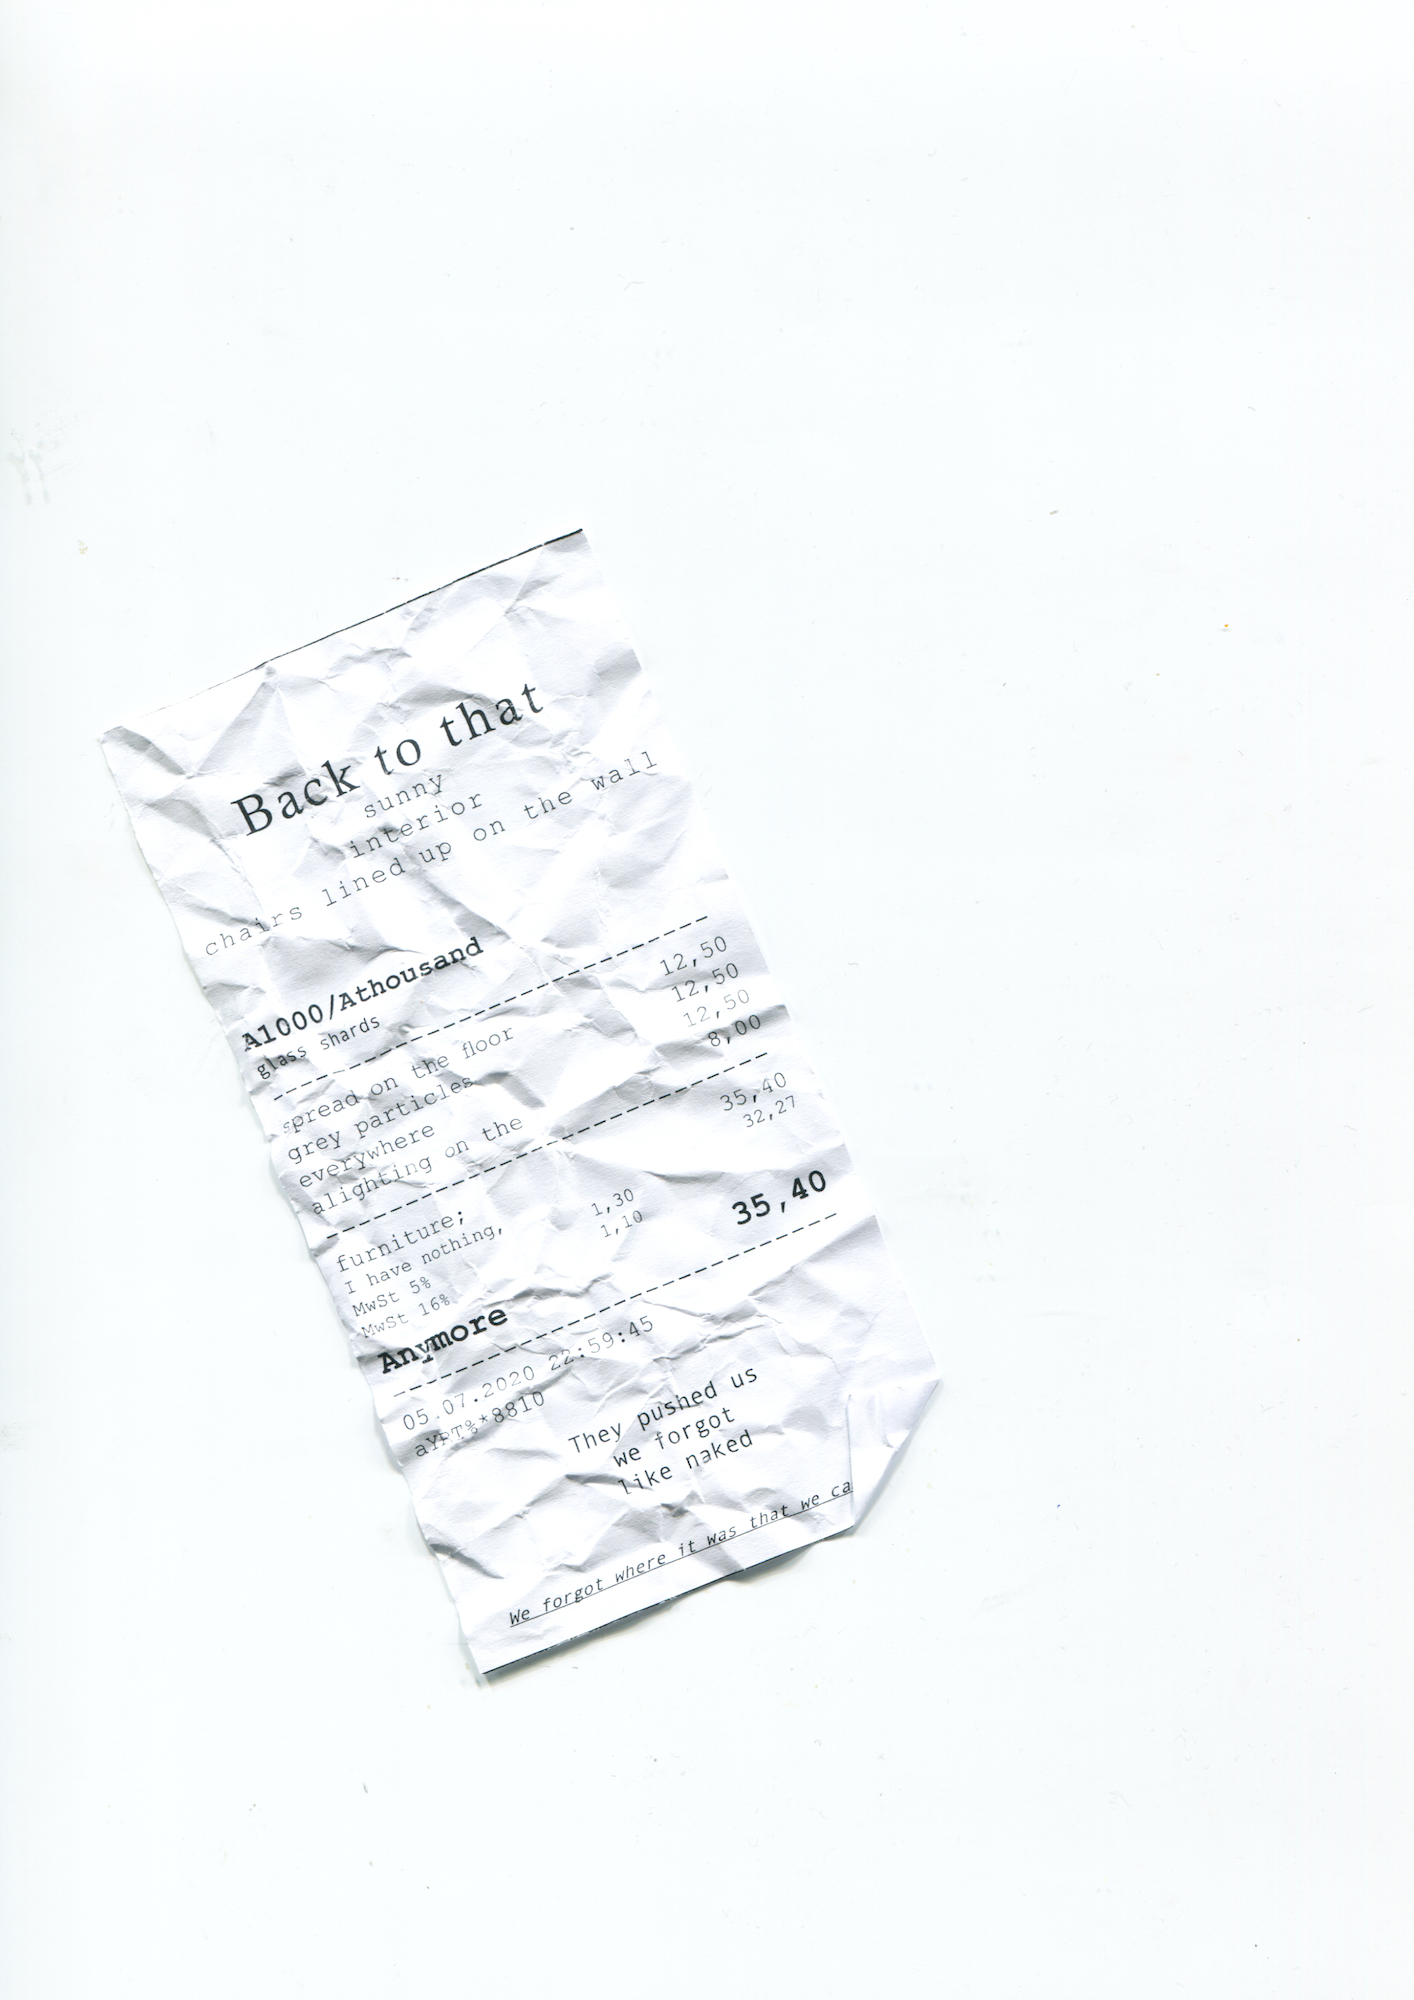 Back to that
sunny
interior
chairs lined up on the wall
A1000/Athousand
glass shards
spread on the floor 12,50
grey particles 12,50
everywhere 12,50
alighting on the 8,00
furniture; 35,40
I have nothing, 32,27
MwSt 5% 1,30
MwSt 16% 1,10
Anymore 35,40
05.07.2020 22:59:45
aYPT%*8810
They pushed us
we forgot
like naked
We forgot where it was that we ca